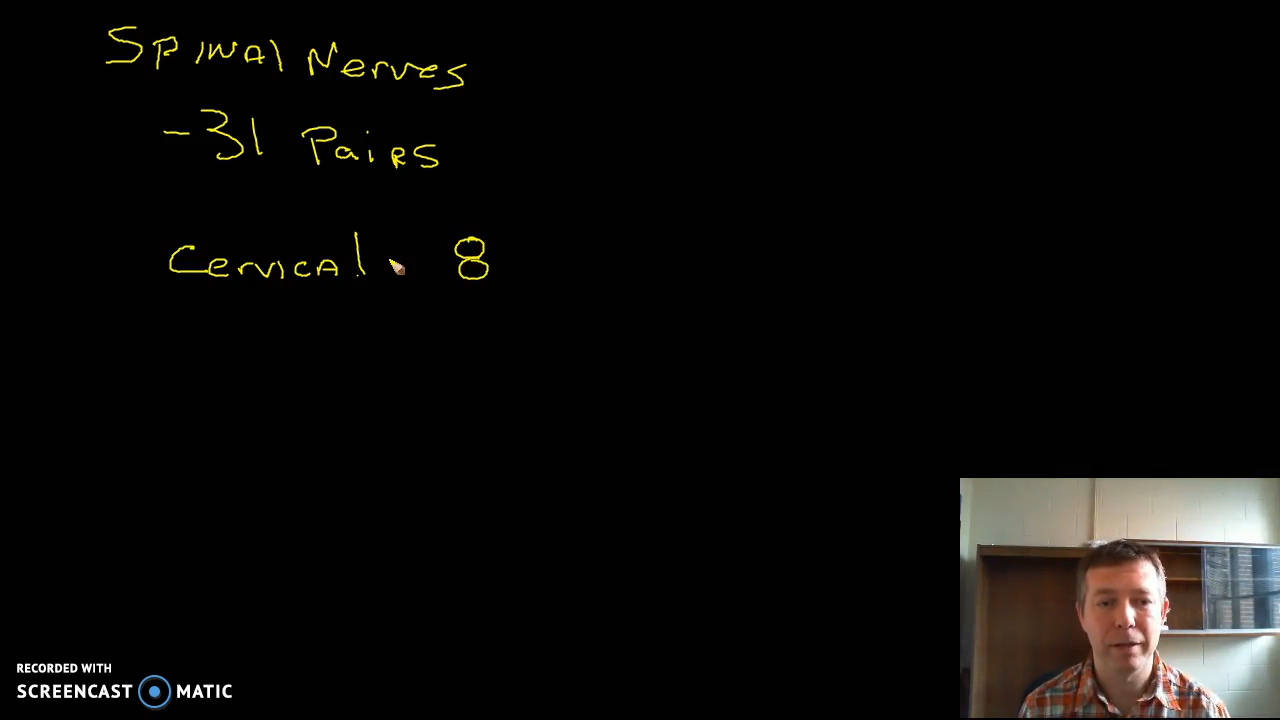 SPINAl Nerves
- 31 PaiRS
CervicAl 8
RECORDED WITH
SCREENCAST MATIC